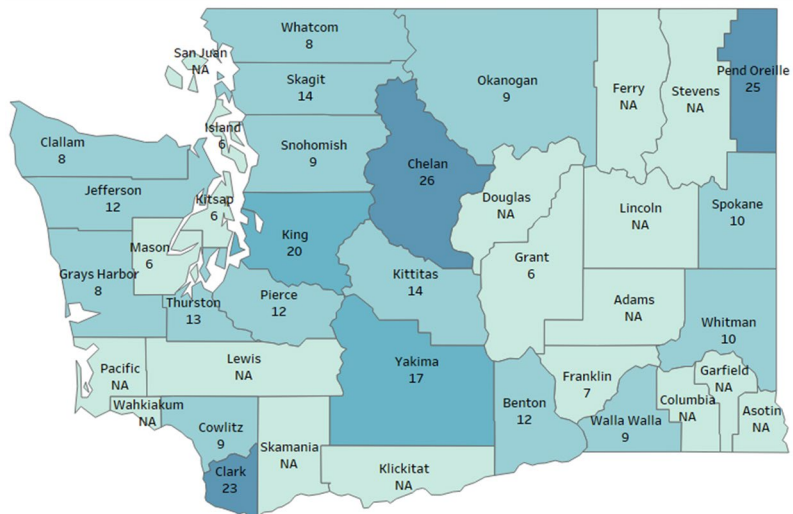 Whatcom
8
San Juan
NA
Skagit
14
Okanogan
9
Ferry
NA
Stevens
NA
Pend Oreille
25
Island
6
Clallam
8
Snohomish
9
Chelan
26
Jefferson
12
Kitsap
6
Douglas
NA
Lincoln
NA
Spokane
10
King
20
Mason
6
Grant
6
Grays Harbor
8
Kittitas
14
Pierce
12
Thurston
13
Adams
NA
Whitman
10
Lewis
NA
Yakima
17
Pacific
NA
Franklin
7
Garfield
NA
Columbia
NA
Asotin
NA
Wahkiakum
NA
Benton
12
Walla Walla
9
Cowlitz
9
Skamania
NA
Klickitat
NA
Clark
23